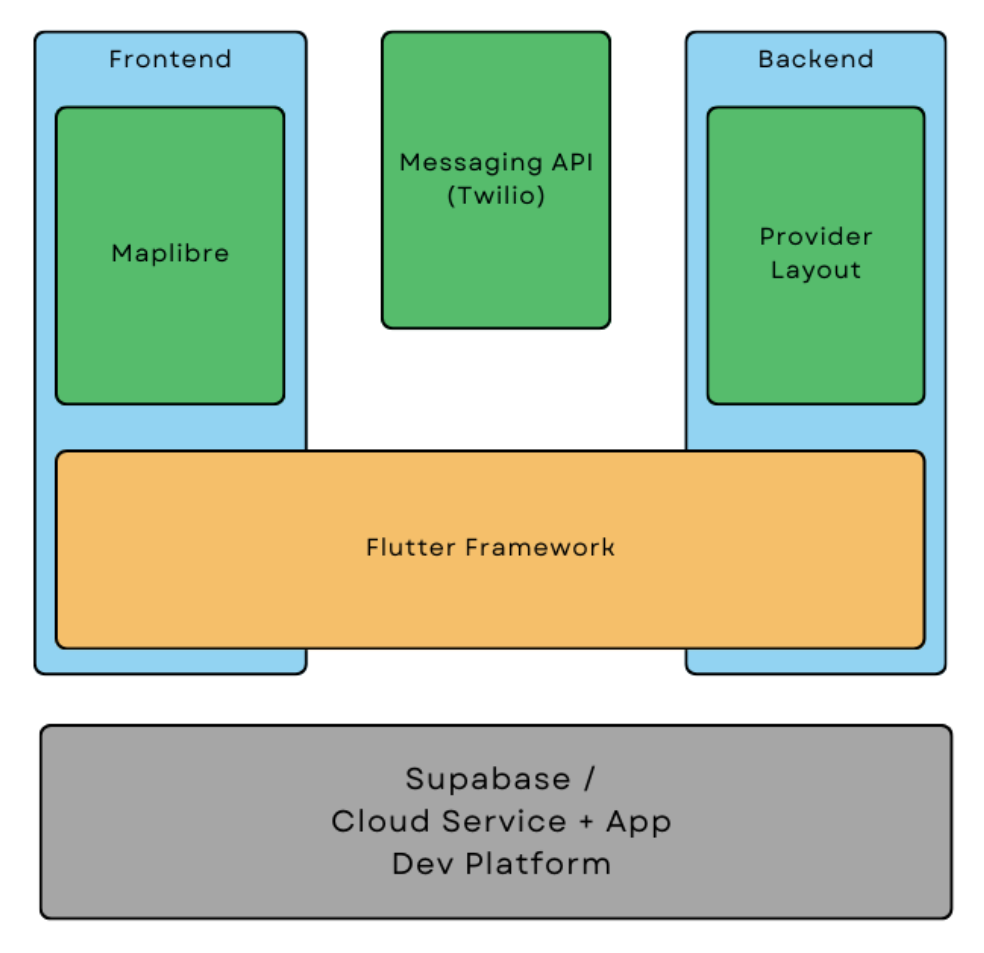 Frontend
Maplibre
Messaging API
(Twilio)
Backend
Provider
Layout
Flutter Framework
Supabase /
Cloud Service + App
Dev Platform